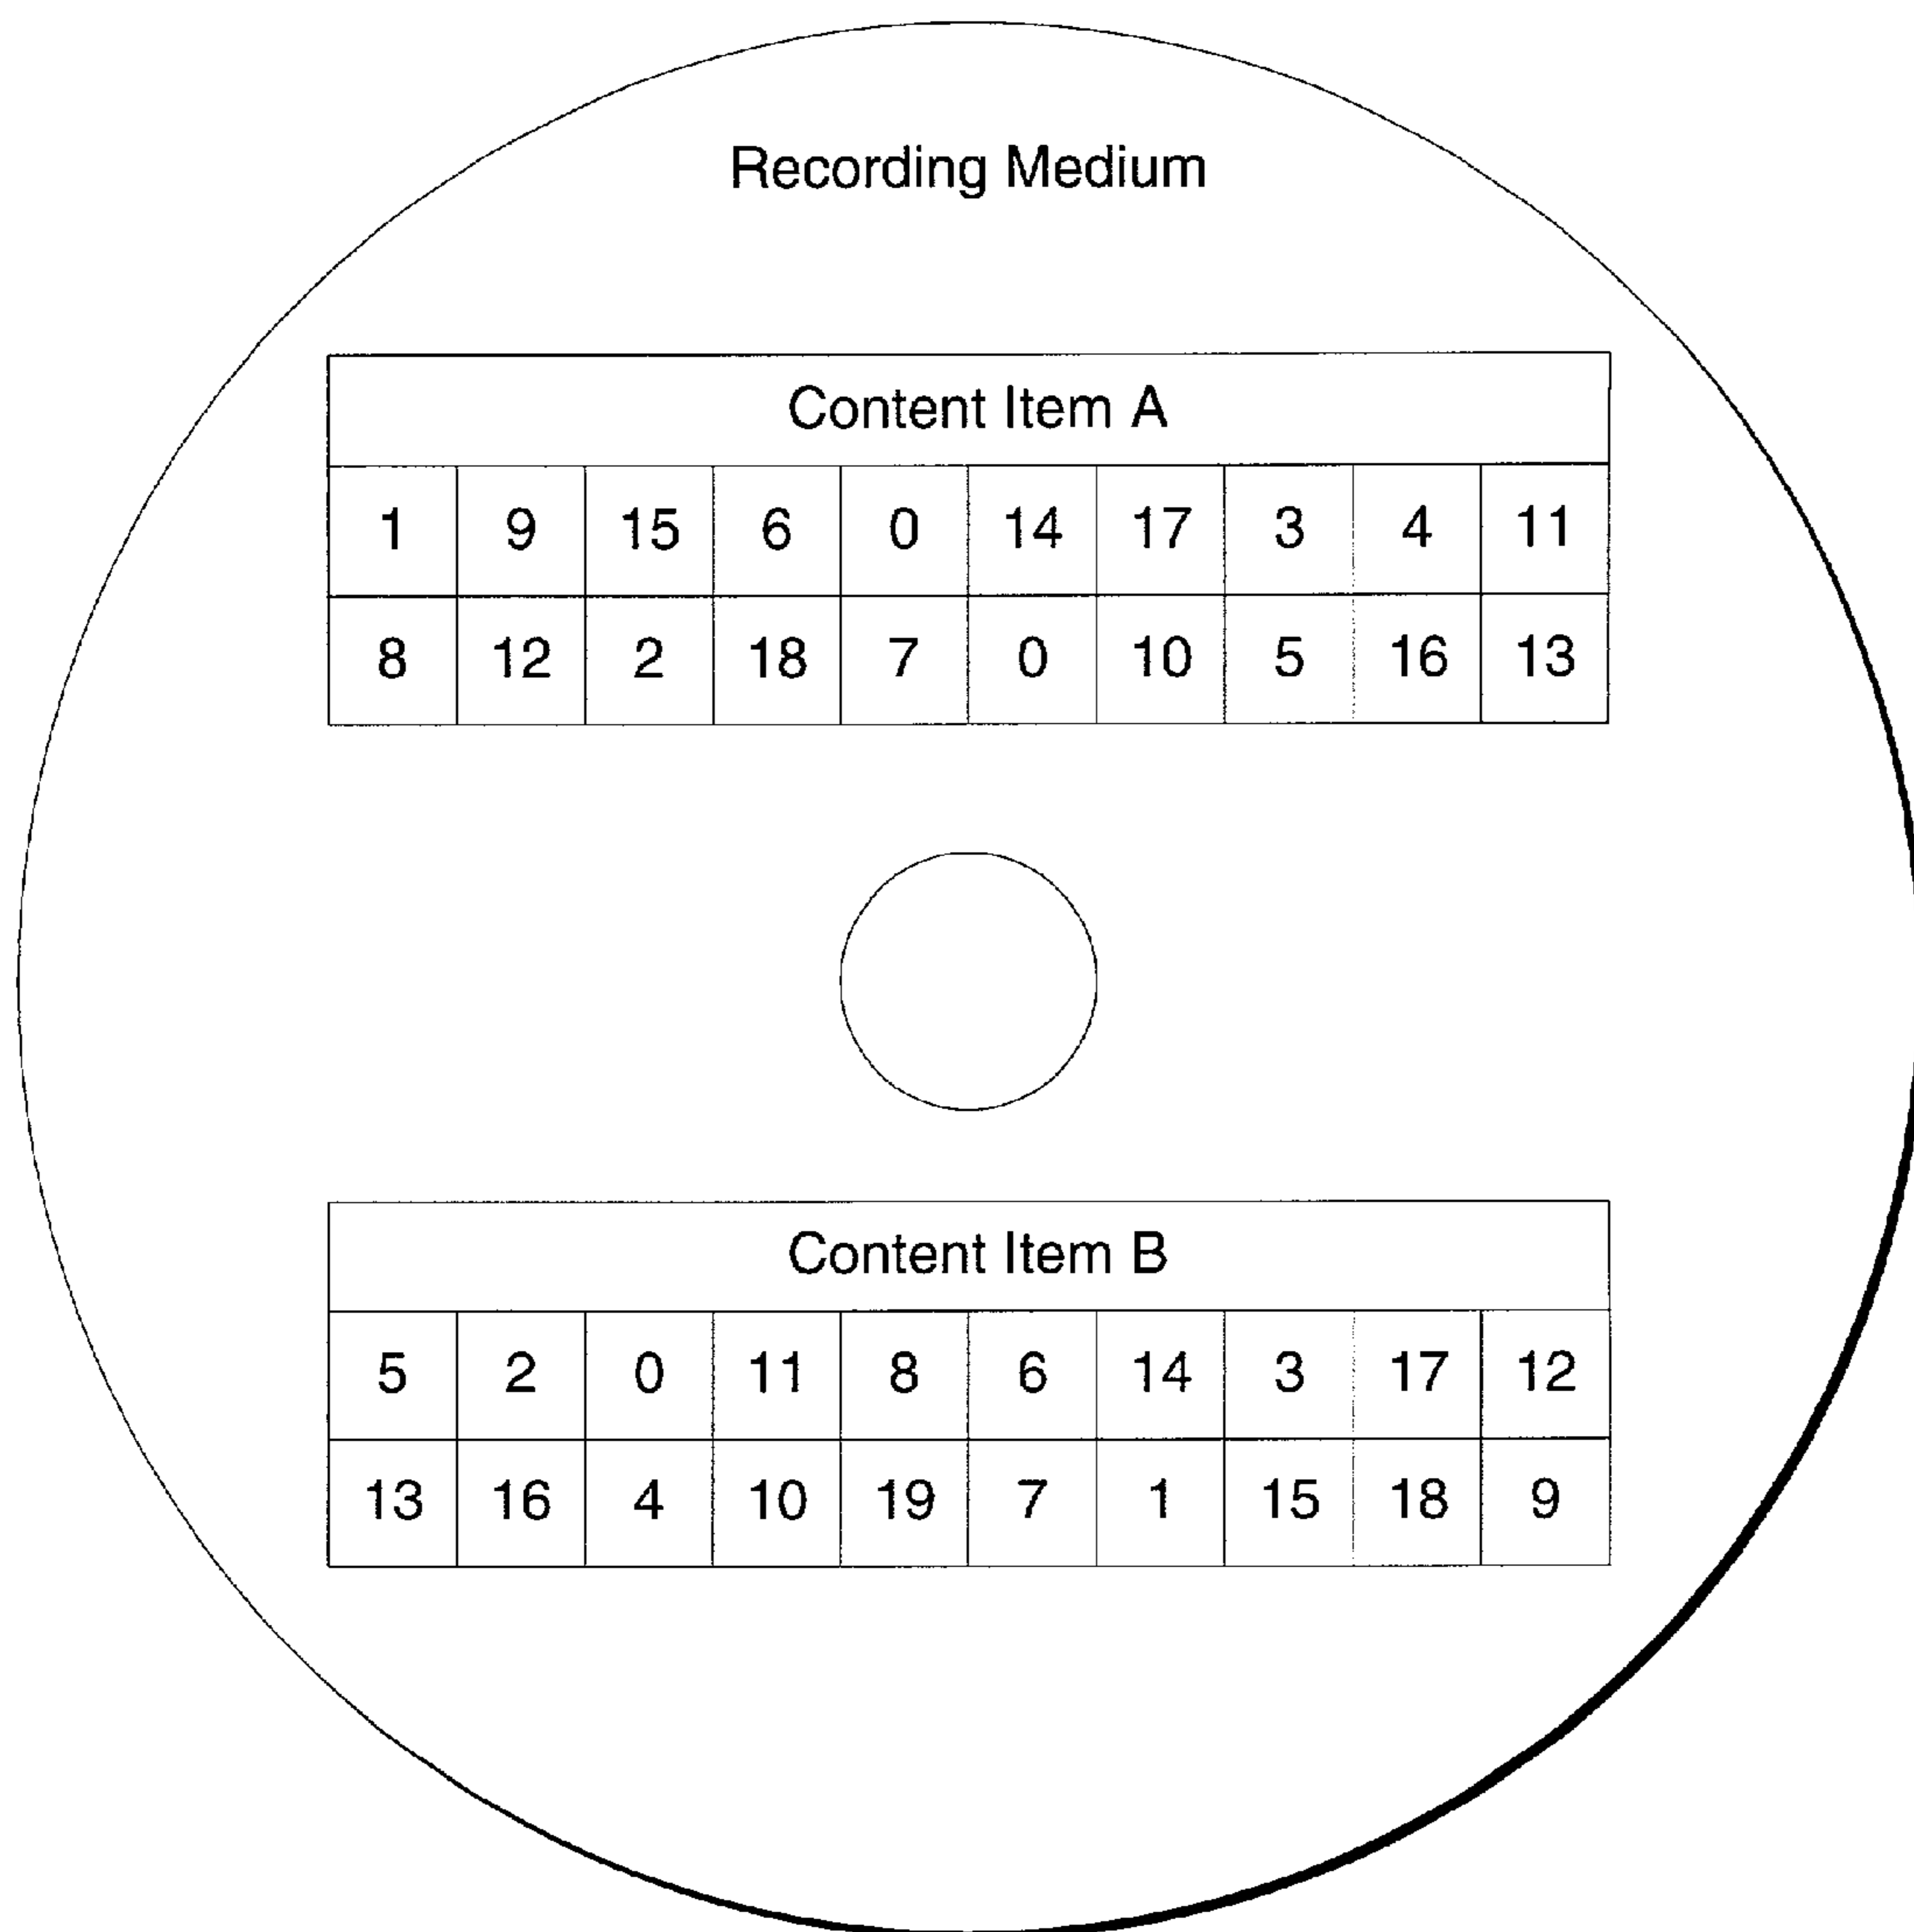 Recording Medium
Content Item A
1 9 15 6 0 14 17 3 4 11
8 12 2 18 7 0 10 5 16 13
Content Item B
5 2 0 11 8 6 14 3 17 12
13 16 4 10 19 7 1 15 18 9